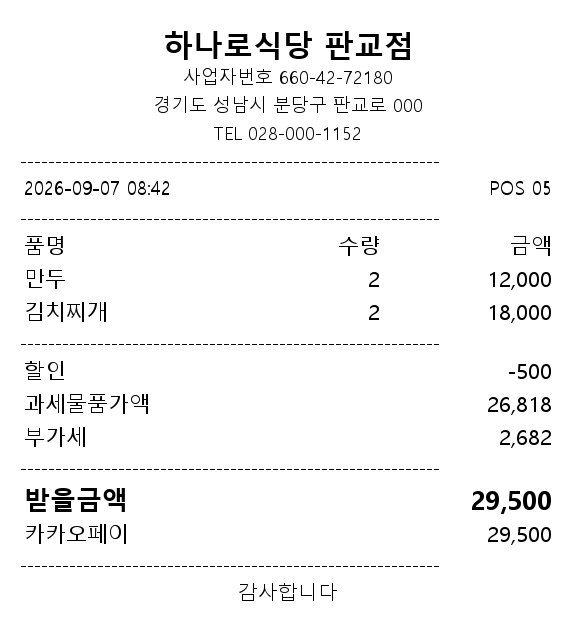 하나로식당 판교점
사업자번호 660-42-72180
경기도 성남시 분당구 판교로 000
TEL 028-000-1152
2026-09-07 08:42 POS 05
품명 수량 금액
만두 2 12,000
김치찌개 2 18,000
할인 -500
과세물품가액 26,818
부가세 2,682
받을금액 29,500
카카오페이 29,500
감사합니다